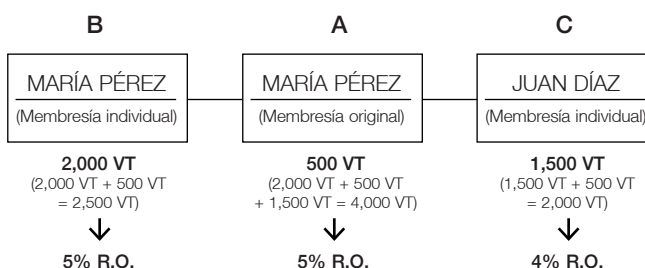 B
MARÍA PÉREZ
(Membresía individual)
2,000 VT
(2,000 VT + 500 VT
= 2,500 VT)
5% R.O.
A
MARÍA PÉREZ
(Membresía original)
500 VT
(2,000 VT + 500 VT
+ 1,500 VT = 4,000 VT)
5% R.O.
C
JUAN DÍAZ
(Membresía individual)
1,500 VT
(1,500 VT + 500 VT
= 2,000 VT)
4% R.O.